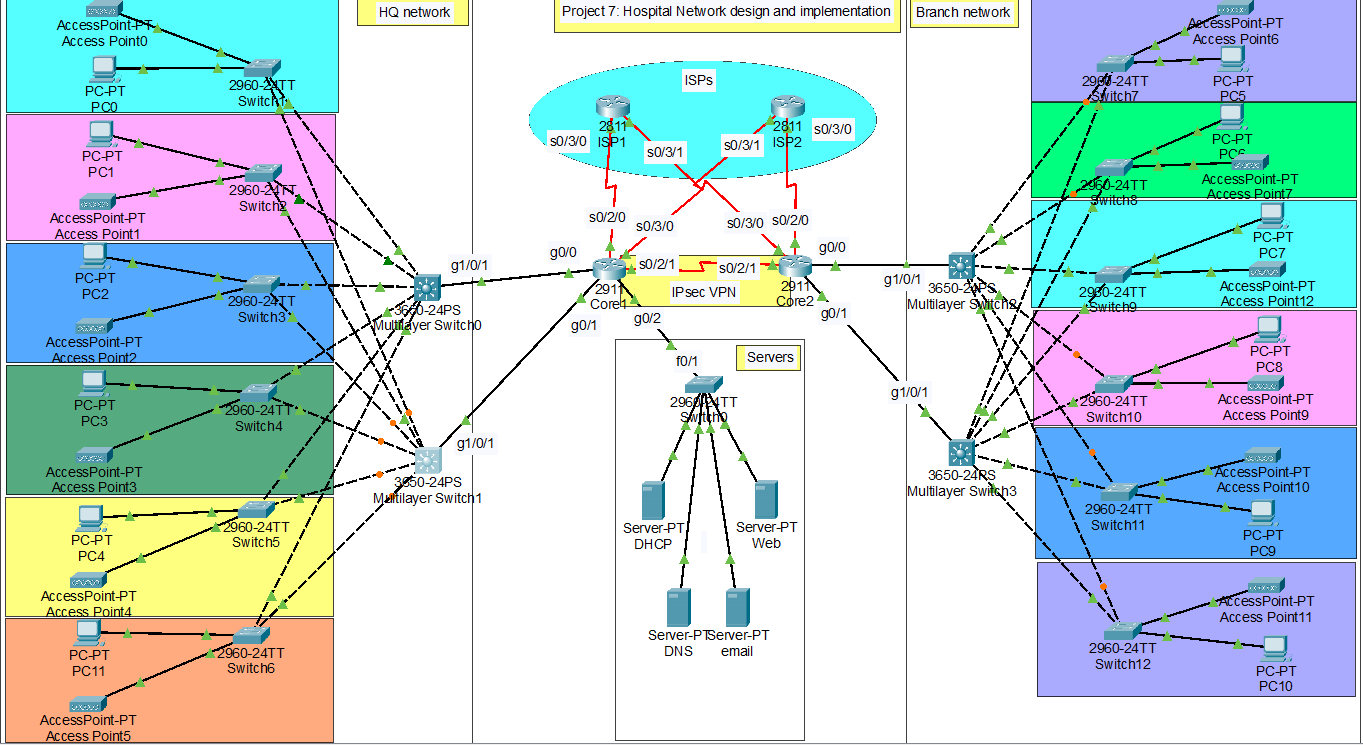 HQ network
Project 7: Hospital Network design and implementation
Branch network
AccessPoint-PT
Access Point0
PC-PT
PC0
2960-24TT
Switch1
PC-PT
PC1
2960-24TT
Switch2
AccessPoint-PT
Access Point1
PC-PT
PC2
2960-24TT
Switch3
AccessPoint-PT
Access Point2
PC-PT
PC3
2960-24TT
Switch4
AccessPoint-PT
Access Point3
PC-PT
PC4
2960-24TT
Switch5
AccessPoint-PT
Access Point4
PC-PT
PC11
2960-24TT
Switch6
AccessPoint-PT
Access Point5
g1/0/1
3650-24PS
Multilayer Switch0
g1/0/1
3650-24PS
Multilayer Switch1
ISPs
2811
ISP1
2811
ISP2
s0/3/0
s0/3/1
s0/3/1
s0/3/0
s0/2/0
s0/3/0
s0/3/0
s0/2/0
g0/0
s0/2/1
s0/2/1
g0/0
2911
Core1
IPsec VPN
2911
Core2
g0/1
g0/2
g0/1
f0/1
Servers
2960-24TT
Switch0
Server-PT
DHCP
Server-PT
Web
Server-PT
DNS
Server-PT
email
g1/0/1
3650-24PS
Multilayer Switch2
g1/0/1
3650-24PS
Multilayer Switch3
AccessPoint-PT
Access Point6
2960-24TT
Switch7
PC-PT
PC5
PC-PT
PC6
2960-24TT
Switch8
AccessPoint-PT
Access Point7
PC-PT
PC7
2960-24TT
Switch9
AccessPoint-PT
Access Point12
PC-PT
PC8
2960-24TT
Switch10
AccessPoint-PT
Access Point9
AccessPoint-PT
Access Point10
2960-24TT
Switch11
PC-PT
PC9
AccessPoint-PT
Access Point11
2960-24TT
Switch12
PC-PT
PC10